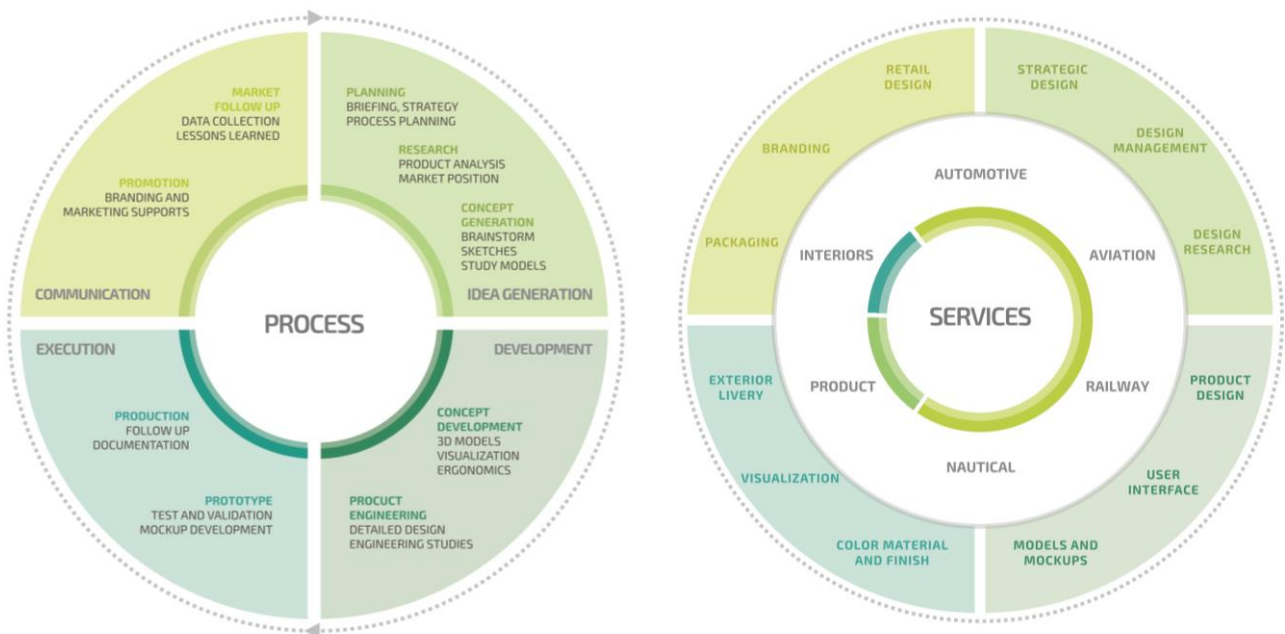 MARKET
FOLLOW UP
DATA COLLECTION
LESSONS LEARNED
PROMOTION
BRANDING AND
MARKETING SUPPORTS
COMMUNICATION
PLANNING
BRIEFING, STRATEGY
PROCESS PLANNING
RESEARCH
PRODUCT ANALYSIS
MARKET POSITION
CONCEPT
GENERATION
BRAINSTORM
SKETCHES
STUDY MODELS
IDEA GENERATION
PROCESS
EXECUTION
PRODUCTION
FOLLOW UP
DOCUMENTATION
PROTOTYPE
TEST AND VALIDATION
MOCKUP DEVELOPMENT
DEVELOPMENT
CONCEPT
DEVELOPMENT
3D MODELS
VISUALIZATION
ERGONOMICS
PROCUCT
ENGINEERING
DETAILED DESIGN
ENGINEERING STUDIES
RETAIL
DESIGN
BRANDING
PACKAGING
STRATEGIC
DESIGN
DESIGN
MANAGEMENT
DESIGN
RESEARCH
AUTOMOTIVE
INTERIORS
AVIATION
SERVICES
PRODUCT
RAILWAY
NAUTICAL
EXTERIOR
LIVERY
VISUALIZATION
COLOR MATERIAL
AND FINISH
PRODUCT
DESIGN
USER
INTERFACE
MODELS AND
MOCKUPS